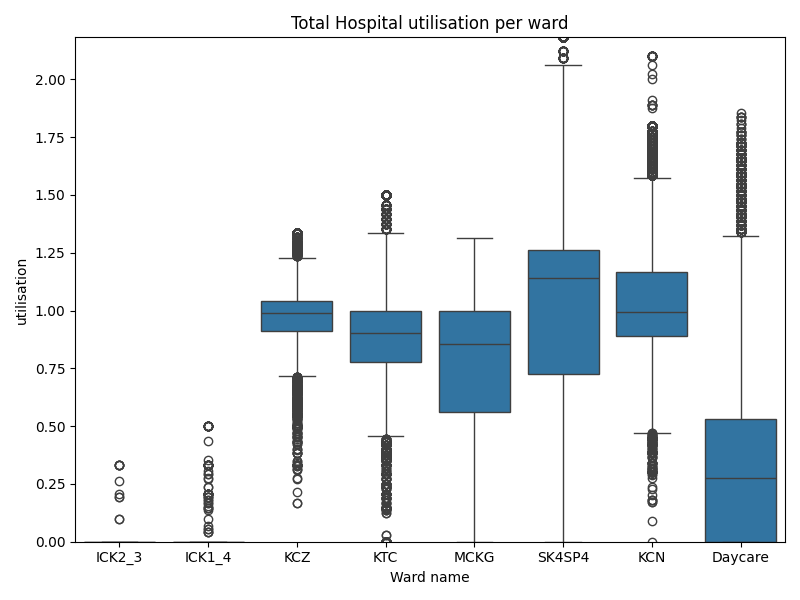 Total Hospital utilisation per ward
utilisation
2.00
1.75
1.50
1.25
1.00
0.75
0.50
0.25
0.00
ICK2_3 ICK1_4 KCZ KTC MCKG SK4SP4 KCN Daycare
Ward name